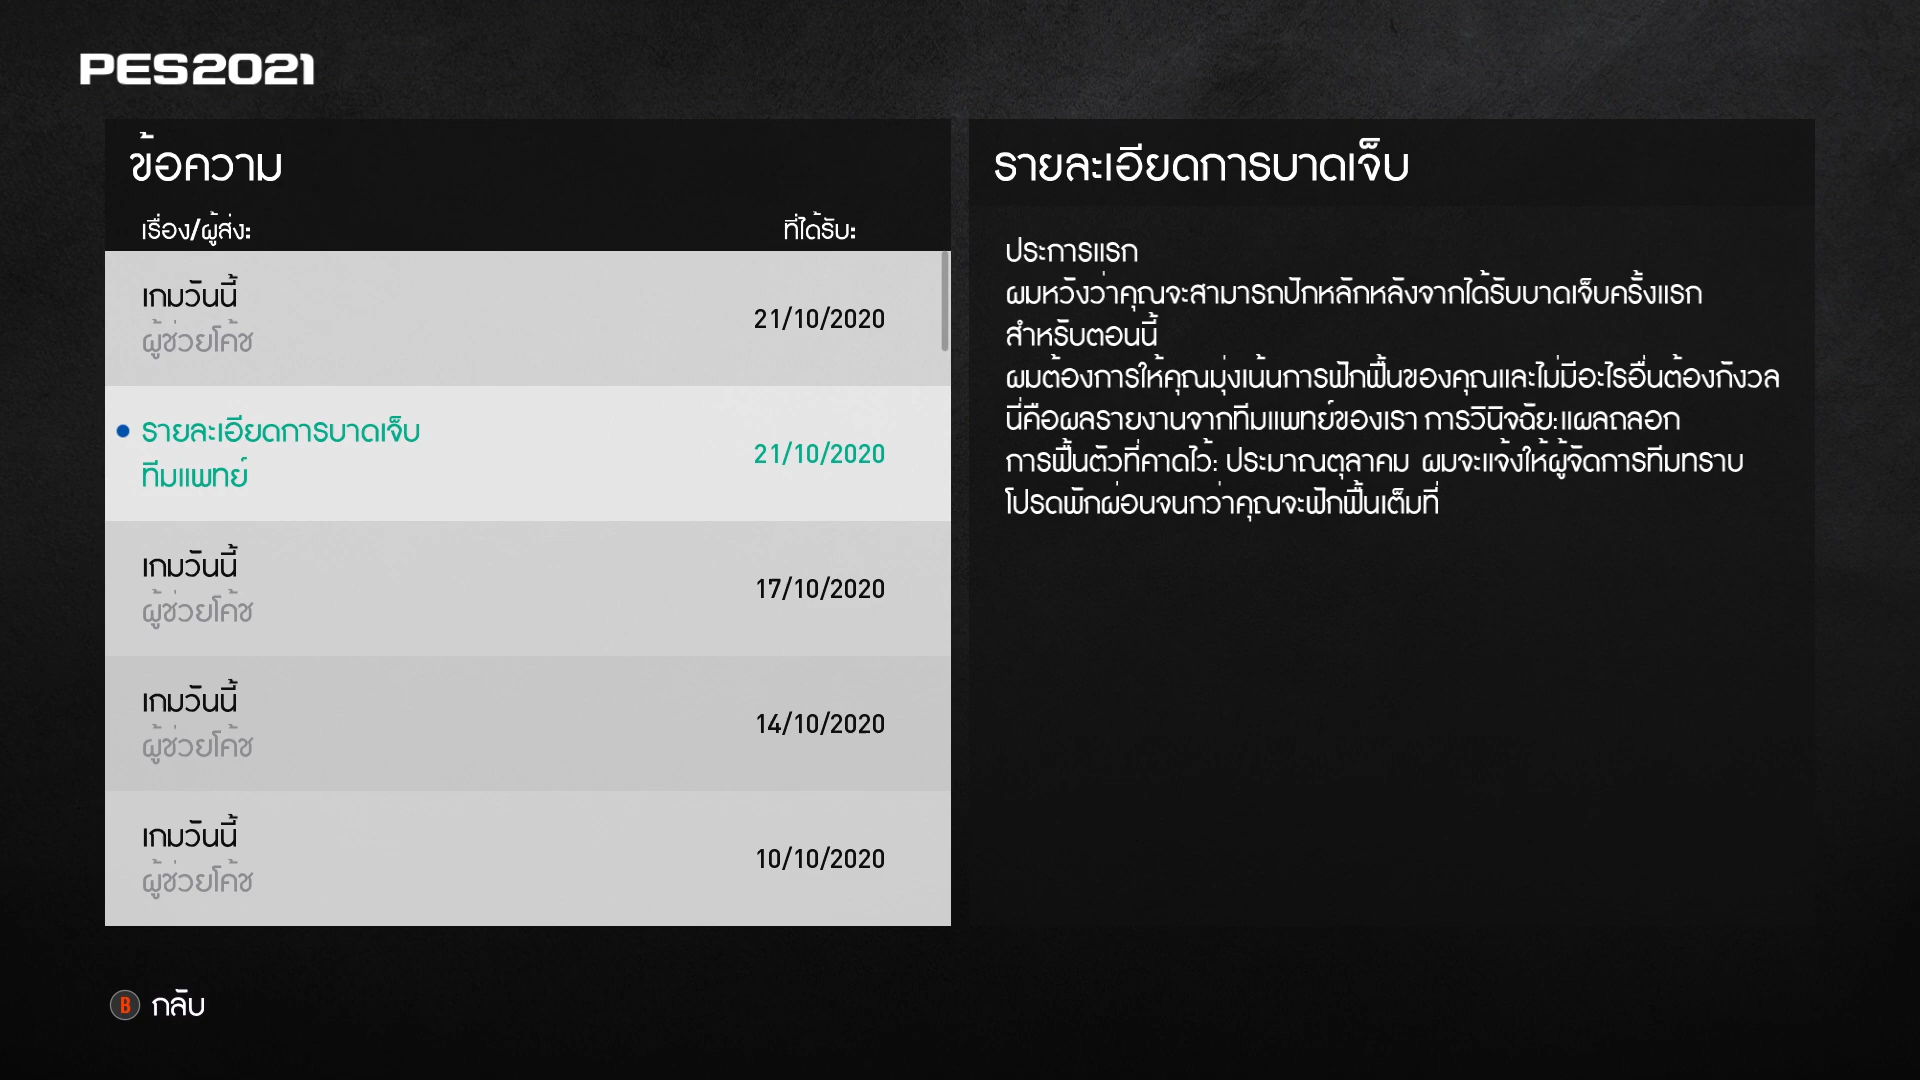 PES2021
ข้อความ
เรื่อง/ผู้ส่ง:
ที่ได้รับ:
เกมวันนี้
ผู้ช่วยโค้ช
21/10/2020
รายละเอียดการบาดเจ็บ
ทีมแพทย์
21/10/2020
เกมวันนี้
ผู้ช่วยโค้ช
17/10/2020
เกมวันนี้
ผู้ช่วยโค้ช
14/10/2020
เกมวันนี้
ผู้ช่วยโค้ช
10/10/2020
รายละเอียดการบาดเจ็บ
ประการแรก
ผมหวังว่าคุณจะสามารถปักหลักหลังจากได้รับบาดเจ็บครั้งแรก
สำหรับตอนนี้
ผมต้องการให้คุณมุ่งเน้นการฟักฟื้นของคุณและไม่มีอะไรอื่นต้องกังวล
นี่คือผลรายงานจากทีมแพทย์ของเรา การวินิจฉัย:แผลถลอก
การฟื้นตัวที่คาดไว้: ประมาณตุลาคม ผมจะแจ้งให้ผู้จัดการทีมทราบ
โปรดพักผ่อนจนกว่าคุณจะฟักฟื้นเต็มที่
B กลับ